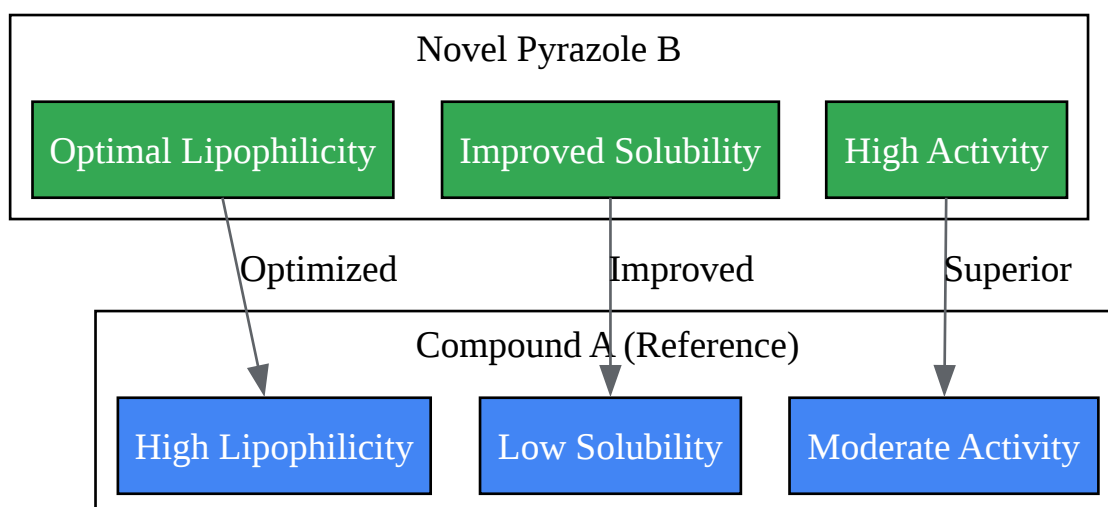 Novel Pyrazole B
Optimal Lipophilicity
Improved Solubility
High Activity
Optimized
Improved
Superior
Compound A (Reference)
High Lipophilicity
Low Solubility
Moderate Activity